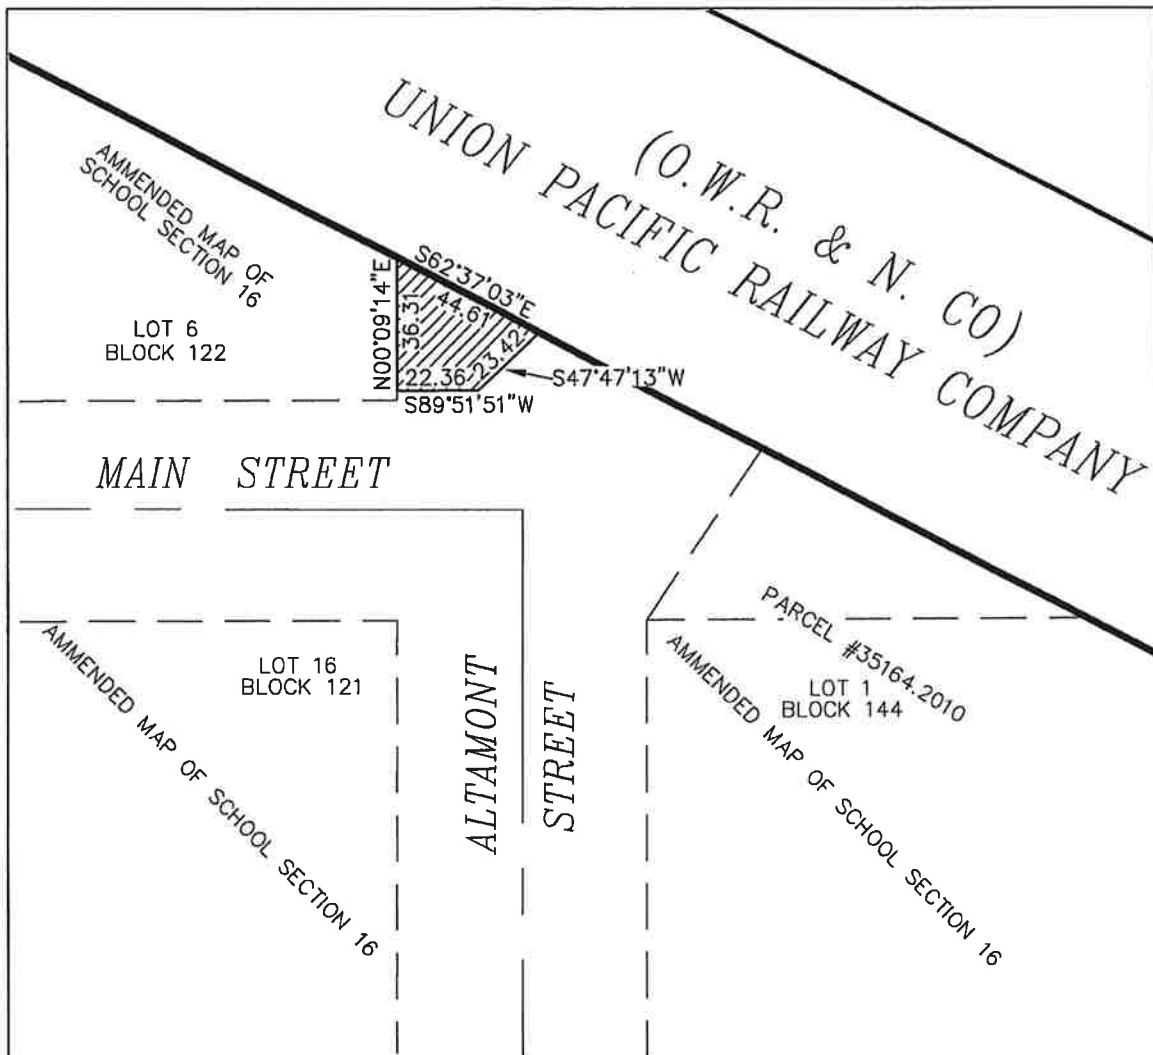 (O.W.R. & N. CO)
UNION PACIFIC RAILWAY COMPANY
AMMENDED MAP OF
SCHOOL SECTION 16
LOT 6
BLOCK 122
N00°09'14"E
36.31
S62°37'03"E
44.61
23.42
22.36
S47°47'13"W
S89°51'51"W
MAIN STREET
AMMENDED MAP OF SCHOOL SECTION 16
LOT 16
BLOCK 121
ALTAMONT
STREET
PARCEL #35164.2010
LOT 1
BLOCK 144
AMMENDED MAP OF SCHOOL SECTION 16